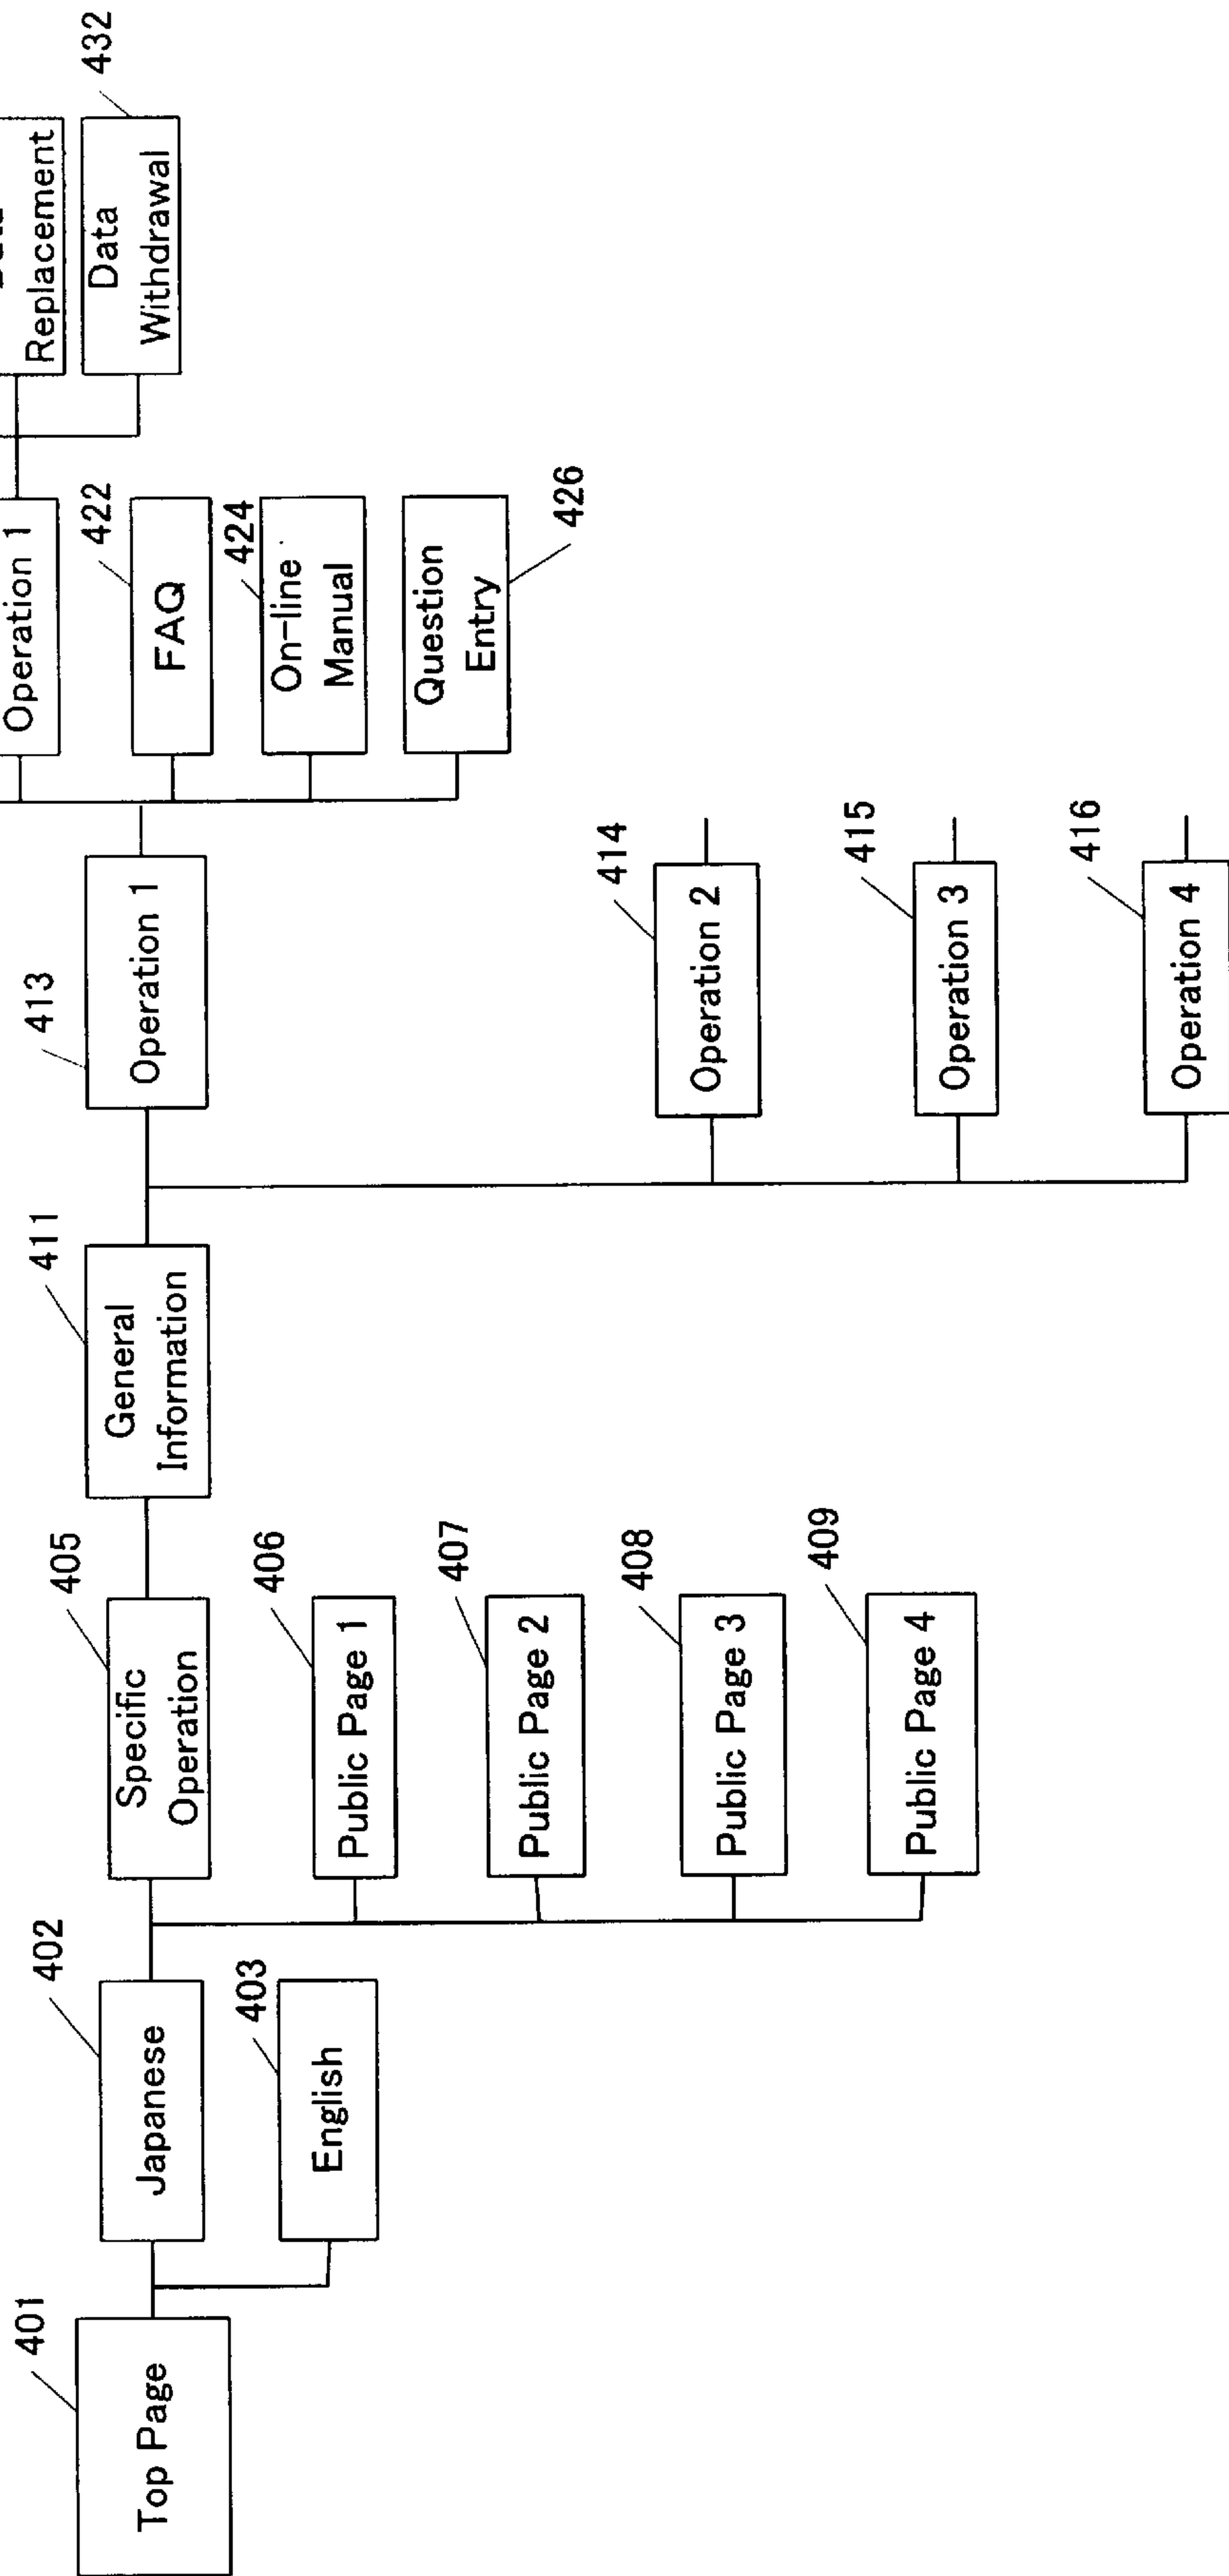 401
Top Page
402
Japanese
403
English
405
Specific
Operation
406
Public Page 1
407
Public Page 2
408
Public Page 3
409
Public Page 4
411
General
Information
413
Operation 1
414
Operation 2
415
Operation 3
416
Operation 4
Operation 1
422
FAQ
424
On-line
Manual
426
Question
Entry
Replacement
432
Data
Withdrawal